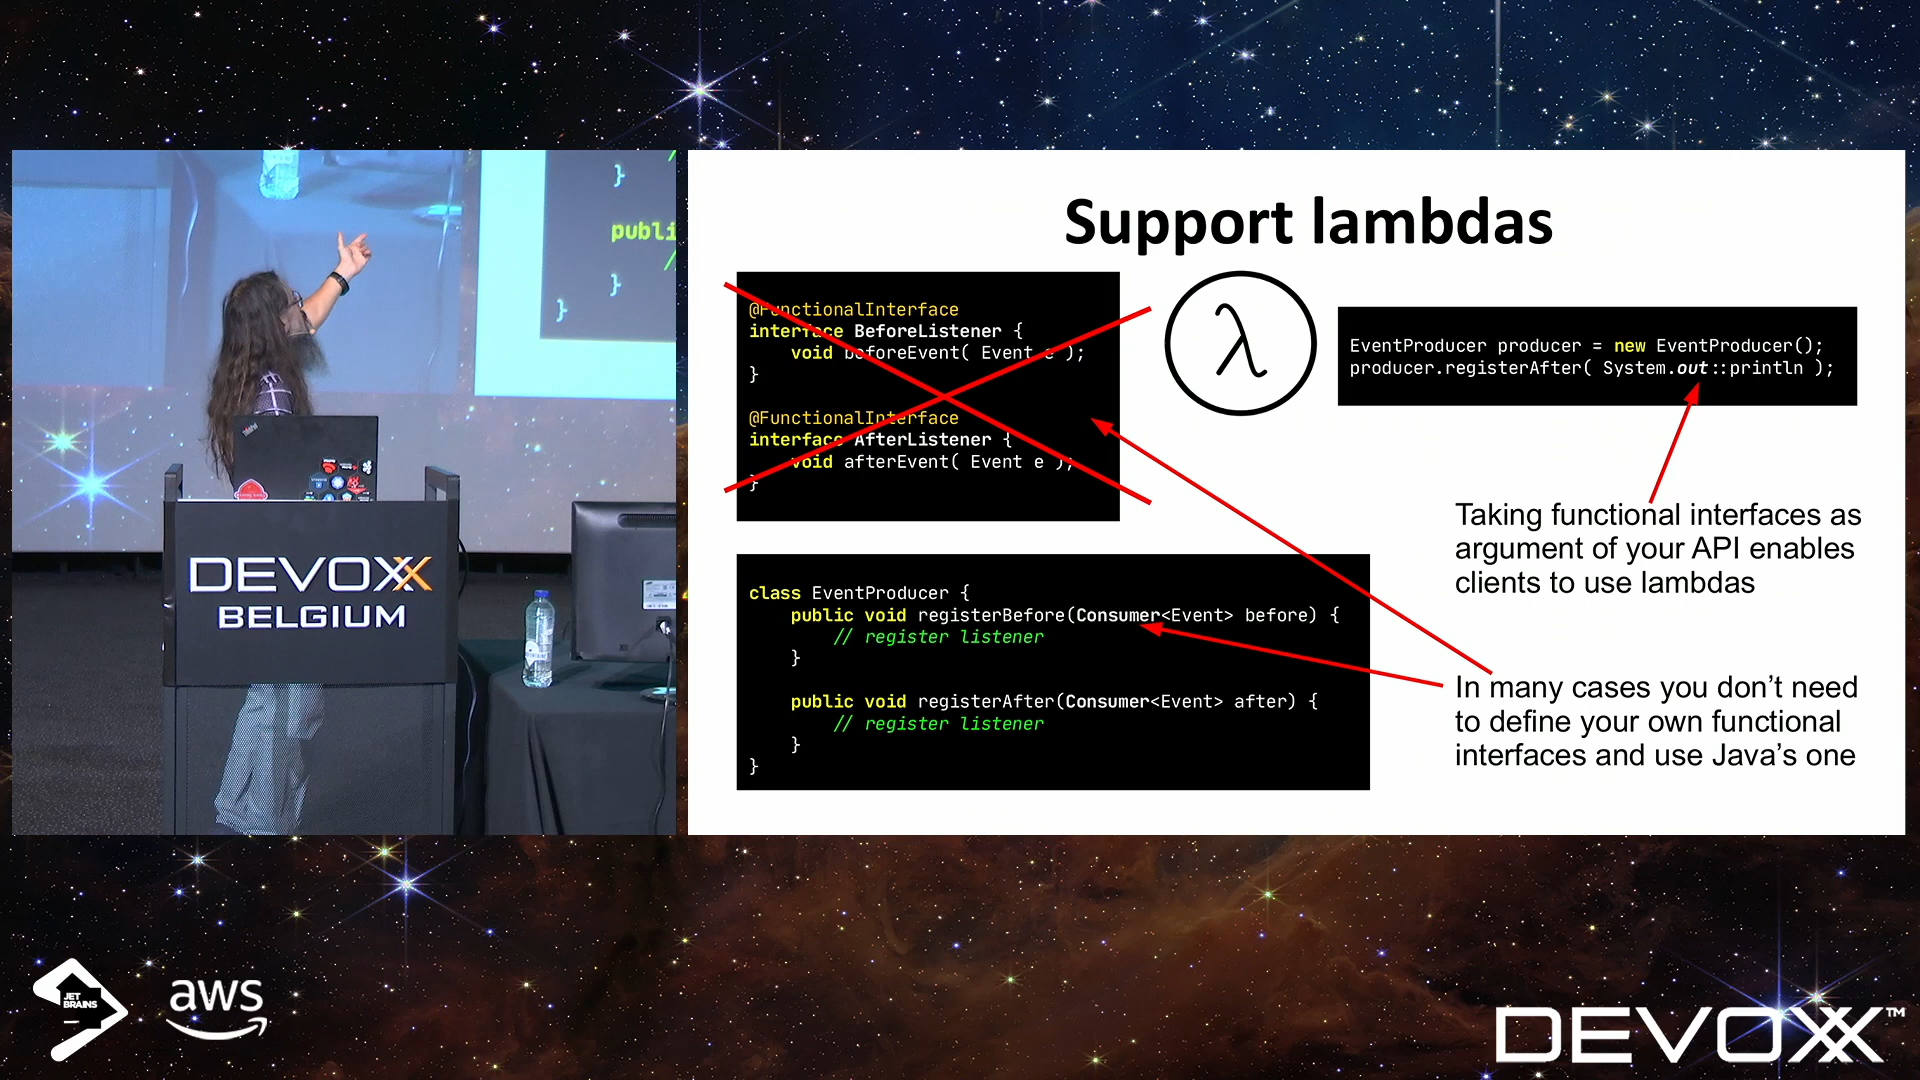 Support lambdas
@FunctionalInterface
interface BeforeListener {
void beforeEvent( Event e );
}
@FunctionalInterface
interface AfterListener {
void afterEvent( Event e );
}
λ
EventProducer producer = new EventProducer();
producer.registerAfter( System.out::println );
Taking functional interfaces as
argument of your API enables
clients to use lambdas
class EventProducer {
public void registerBefore(Consumer<Event> before) {
// register listener
}
public void registerAfter(Consumer<Event> after) {
// register listener
}
}
In many cases you don't need
to define your own functional
interfaces and use Java's one
}
publi
/
}
}
ThinkPad
DEVOXX
BELGIUM
JET
BRAINS
aws
DEVOXX™